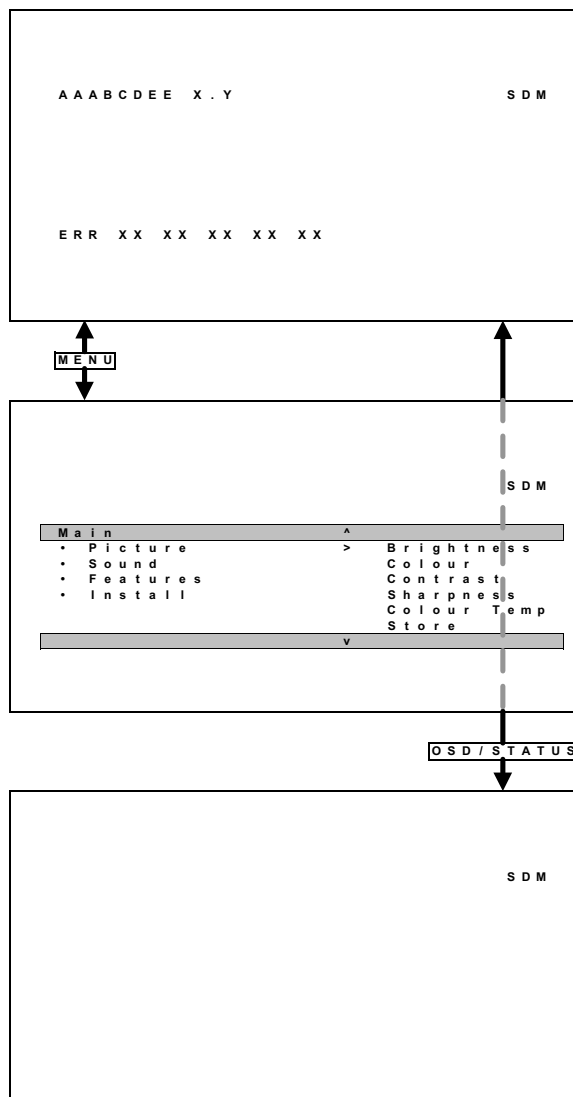 AAABCDEE X.Y SDM
ERR XX XX XX XX XX
MENU
SDM
Main ^
• Picture > Brightness
• Sound Colour
• Features Contrast
• Install Sharpness
Colour Temp
Store
v
OSD/STATUS
SDM